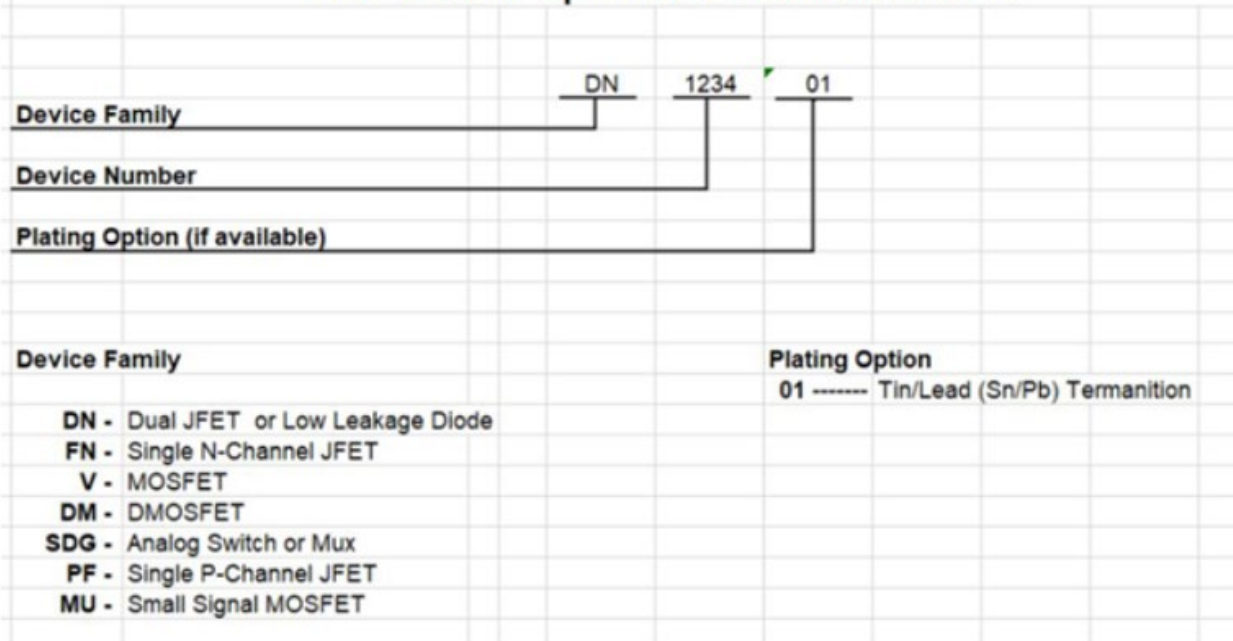 DN 1234 01
Device Family
Device Number
Plating Option (if available)
Device Family Plating Option
01 ------- Tin/Lead (Sn/Pb) Termanition
DN - Dual JFET or Low Leakage Diode
FN - Single N-Channel JFET
V - MOSFET
DM - DMOSFET
SDG - Analog Switch or Mux
PF - Single P-Channel JFET
MU - Small Signal MOSFET